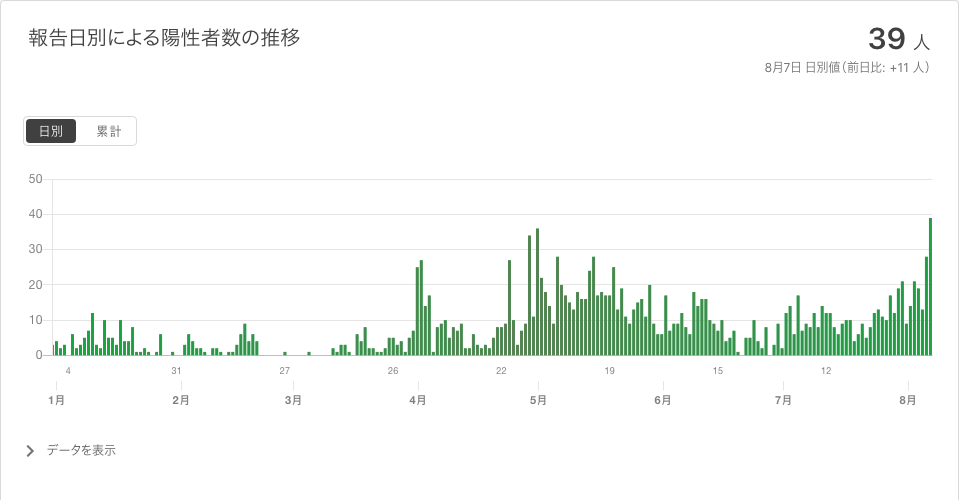 報告日別による陽性者数の推移
39 人
8月7日 日別値（前日比: +11 人）
日別 累計
50
40
30
20
10
0
4 31 27 26 22 19 15 12
1月 2月 3月 4月 5月 6月 7月 8月
データを表示